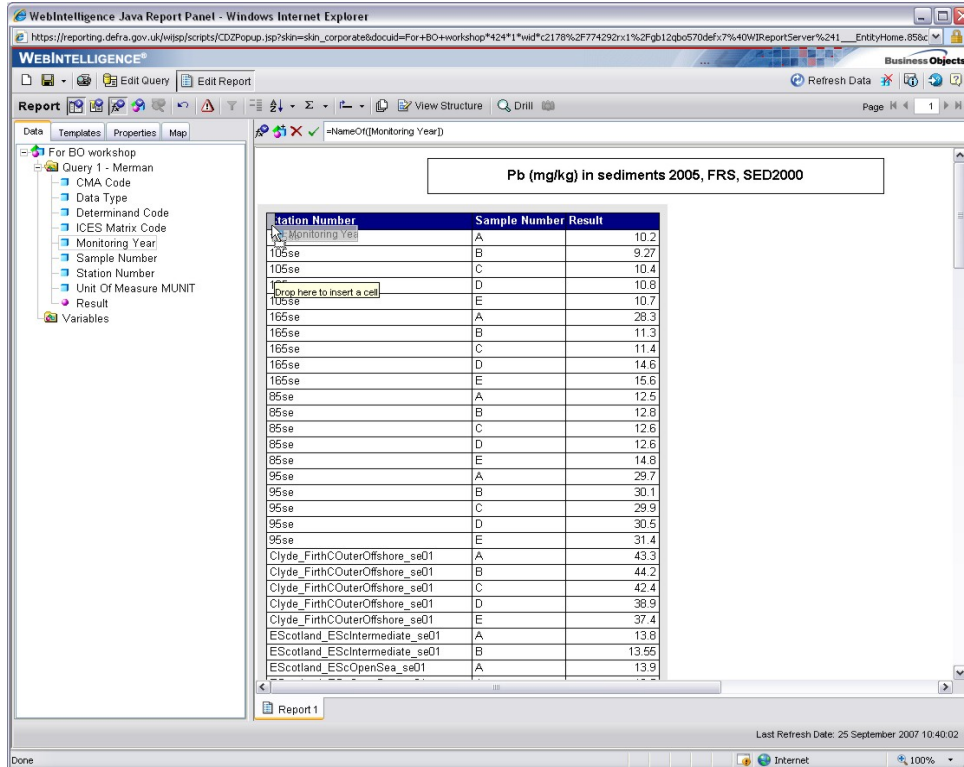 WebIntelligence Java Report Panel - Windows Internet Explorer
https://reporting.defra.gov.uk/wijsp/scripts/CDZPopup.jsp?skin=skin_corporate&docuid=For+BO+workshop*424*1*wid*c2178%2F774292rx1%2Fgb12qbo570defx7%40WIReportServer%241___EntityHome.858c
WEBINTELLIGENCE®
... Business Objects
Edit Query Edit Report Refresh Data
Report View Structure Drill Page 1
Data Templates Properties Map =NameOf([Monitoring Year])
For BO workshop
Query 1 - Merman
CMA Code
Data Type
Determinand Code
ICES Matrix Code
Monitoring Year
Sample Number
Station Number
Unit Of Measure MUNIT
Result
Variables
Pb (mg/kg) in sediments 2005, FRS, SED2000
Station Number Sample Number Result
Monitoring Yea A 10.2
105se B 9.27
105se C 10.4
D 10.8
Drop here to insert a cell
105se E 10.7
165se A 28.3
165se B 11.3
165se C 11.4
165se D 14.6
165se E 15.6
85se A 12.5
85se B 12.8
85se C 12.6
85se D 12.6
85se E 14.8
95se A 29.7
95se B 30.1
95se C 29.9
95se D 30.5
95se E 31.4
Clyde_FirthCOuterOffshore_se01 A 43.3
Clyde_FirthCOuterOffshore_se01 B 44.2
Clyde_FirthCOuterOffshore_se01 C 42.4
Clyde_FirthCOuterOffshore_se01 D 38.9
Clyde_FirthCOuterOffshore_se01 E 37.4
EScotland_EScIntermediate_se01 A 13.8
EScotland_EScIntermediate_se01 B 13.55
EScotland_EScOpenSea_se01 A 13.9
Report 1
Last Refresh Date: 25 September 2007 10:40:02
Done Internet 100%